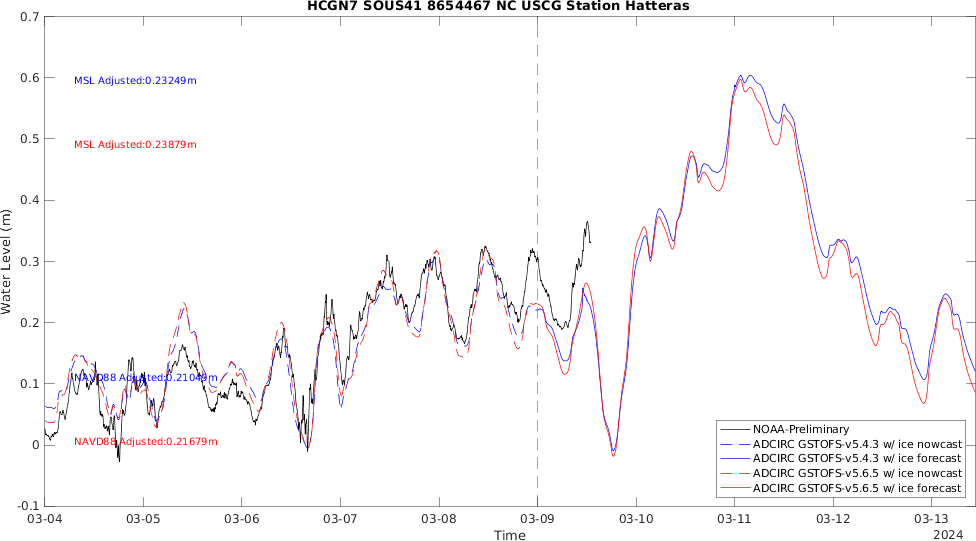 HCGN7 SOUS41 8654467 NC USCG Station Hatteras
0.7
0.6
0.5
0.4
0.3
0.2
0.1
0
-0.1
Water Level (m)
MSL Adjusted:0.23249m
MSL Adjusted:0.23879m
NAVD88 Adjusted:0.21049m
NAVD88 Adjusted:0.21679m
NOAA-Preliminary
ADCIRC GSTOFS-v5.4.3 w/ ice nowcast
ADCIRC GSTOFS-v5.4.3 w/ ice forecast
ADCIRC GSTOFS-v5.6.5 w/ ice nowcast
ADCIRC GSTOFS-v5.6.5 w/ ice forecast
03-04 03-05 03-06 03-07 03-08 03-09 03-10 03-11 03-12 03-13
Time
2024